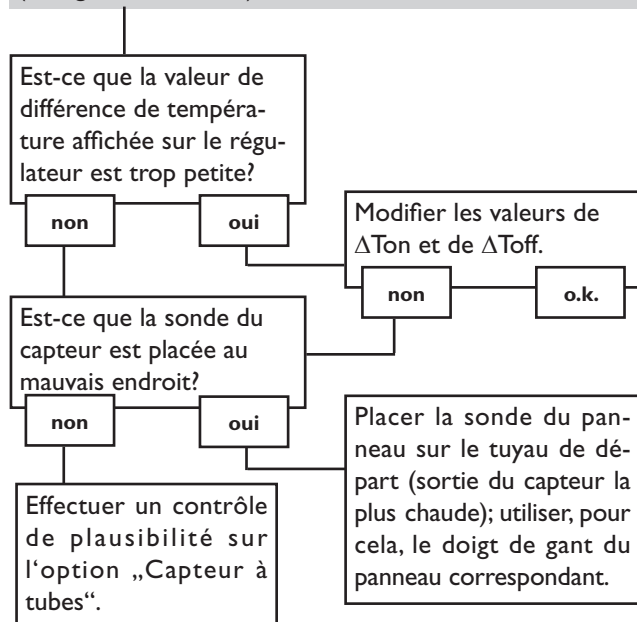 Est-ce que la valeur de
différence de tempéra-
ture affichée sur le régu-
lateur est trop petite?
non
oui
Modifier les valeurs de
∆Ton et de ∆Toff.
non
o.k.
Est-ce que la sonde du
capteur est placée au
mauvais endroit?
non
oui
Placer la sonde du pan-
neau sur le tuyau de dé-
part (sortie du capteur la
plus chaude); utiliser, pour
cela, le doigt de gant du
panneau correspondant.
Effectuer un contrôle
de plausibilité sur
l‘option „Capteur à
tubes“.